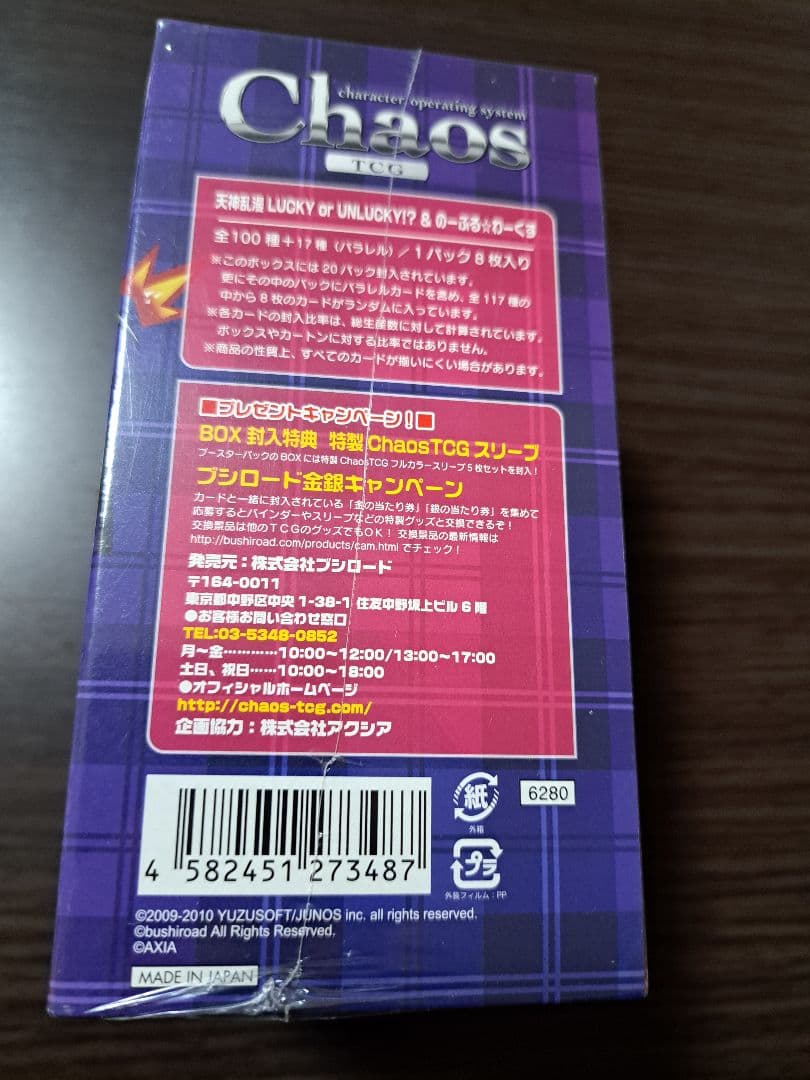 character operating system
Chaos
TCG
天神乱漫 LUCKY or UNLUCKY!? & のーぶる☆わーくす
全100種+17種(パラレル)/1パック8枚入り
※このボックスには20パック封入されています。
更にその中のパックにパラレルカードを含め、全117種の
中から8枚のカードがランダムに入っています。
※各カードの封入比率は、総生産数に対して計算されています。
ボックスやカートンに対する比率ではありません。
※商品の性質上、すべてのカードが揃いにくい場合があります。
■プレゼントキャンペーン!■
BOX 封入特典 特製 ChaosTCG スリーブ
ブースターパックのBOXには特製 ChaosTCG フルカラースリーブ5枚セットを封入!
ブシロード金銀キャンペーン
カードと一緒に封入されている「金の当たり券」「銀の当たり券」を集めて
応募するとバインダーやスリーブなどの特製グッズと交換できるぞ!
交換景品は他のTCGのグッズでもOK! 交換景品の最新情報は
http://bushiroad.com/products/cam.html でチェック!
発売元:株式会社ブシロード
〒164-0011
東京都中野区中央1-38-1 住友中野坂上ビル6階
●お客様お問い合わせ窓口
TEL:03-5348-0852
月~金…………10:00~12:00/13:00~17:00
土日、祝日……10:00~18:00
●オフィシャルホームページ
http://chaos-tcg.com/
企画協力:株式会社アクシア
紙
外箱
6280
プラ
外装フィルム:PP
4 582451 273487
©2009-2010 YUZUSOFT/JUNOS inc. all rights reserved.
©bushiroad All Rights Reserved.
©AXIA
MADE IN JAPAN